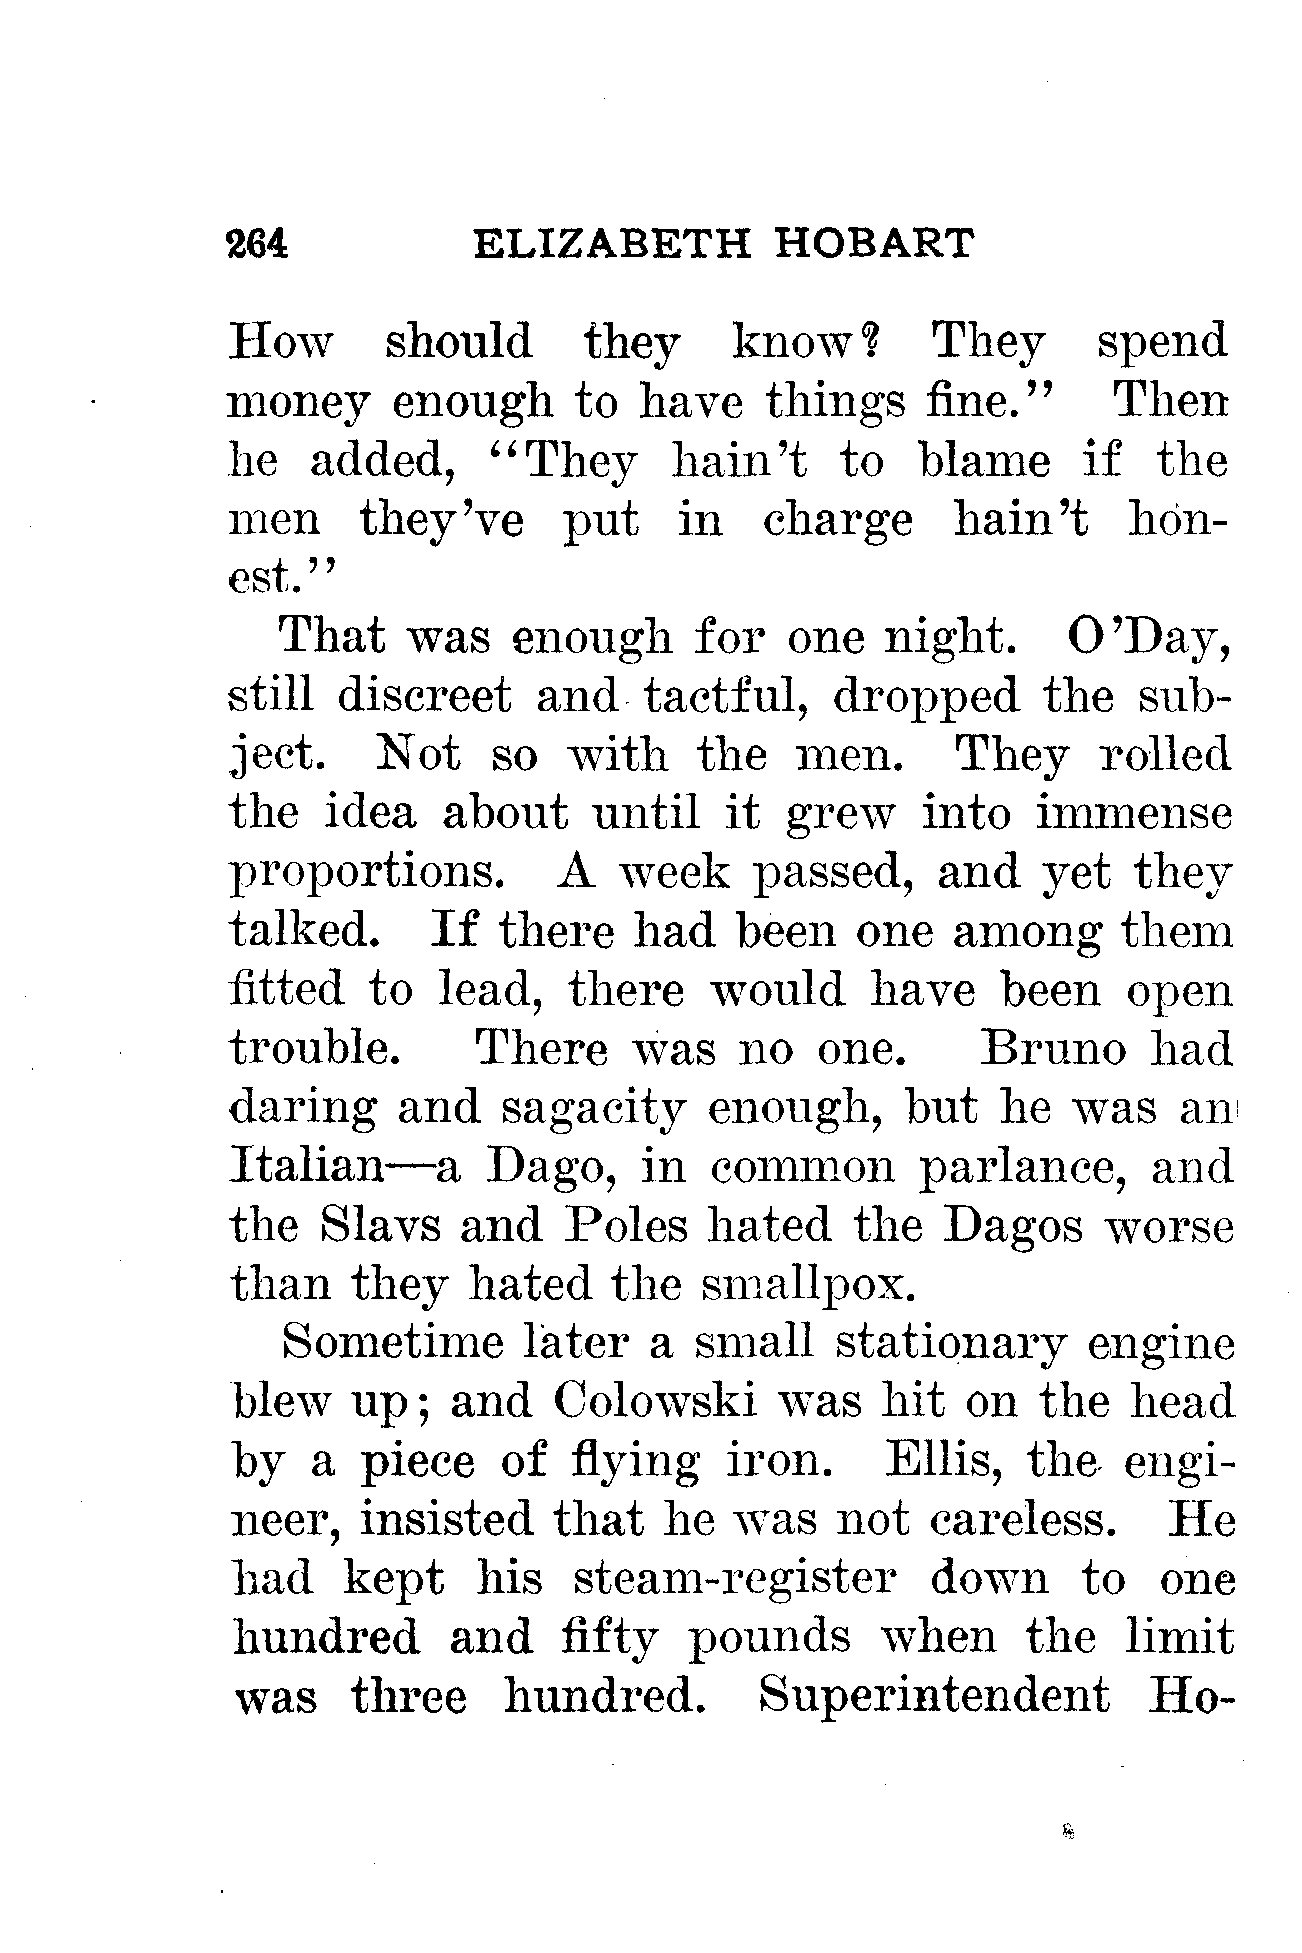 264 ELIZABETH HOBART
How should they know? They spend
money enough to have things fine." Then
he added, "They hain't to blame if the
men they've put in charge hain't hon-
est."
That was enough for one night. O'Day,
still discreet and tactful, dropped the sub-
ject. Not so with the men. They rolled
the idea about until it grew into immense
proportions. A week passed, and yet they
talked. If there had been one among them
fitted to lead, there would have been open
trouble. There was no one. Bruno had
daring and sagacity enough, but he was an
Italian—a Dago, in common parlance, and
the Slavs and Poles hated the Dagos worse
than they hated the smallpox.
Sometime later a small stationary engine
blew up; and Colowski was hit on the head
by a piece of flying iron. Ellis, the engi-
neer, insisted that he was not careless. He
had kept his steam-register down to one
hundred and fifty pounds when the limit
was three hundred. Superintendent Ho-